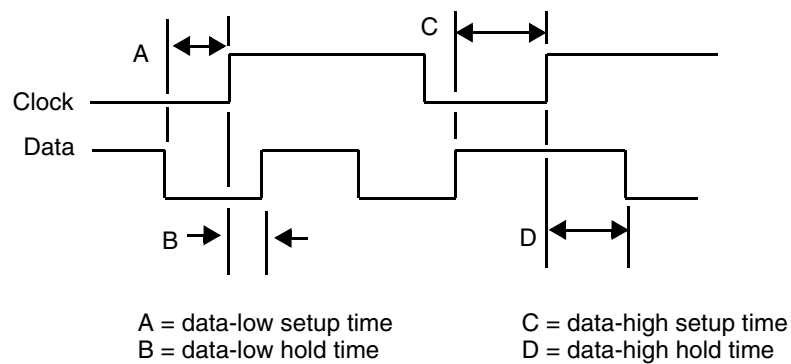 A
C
Clock
Data
B
D
A = data-low setup time
B = data-low hold time
C = data-high setup time
D = data-high hold time